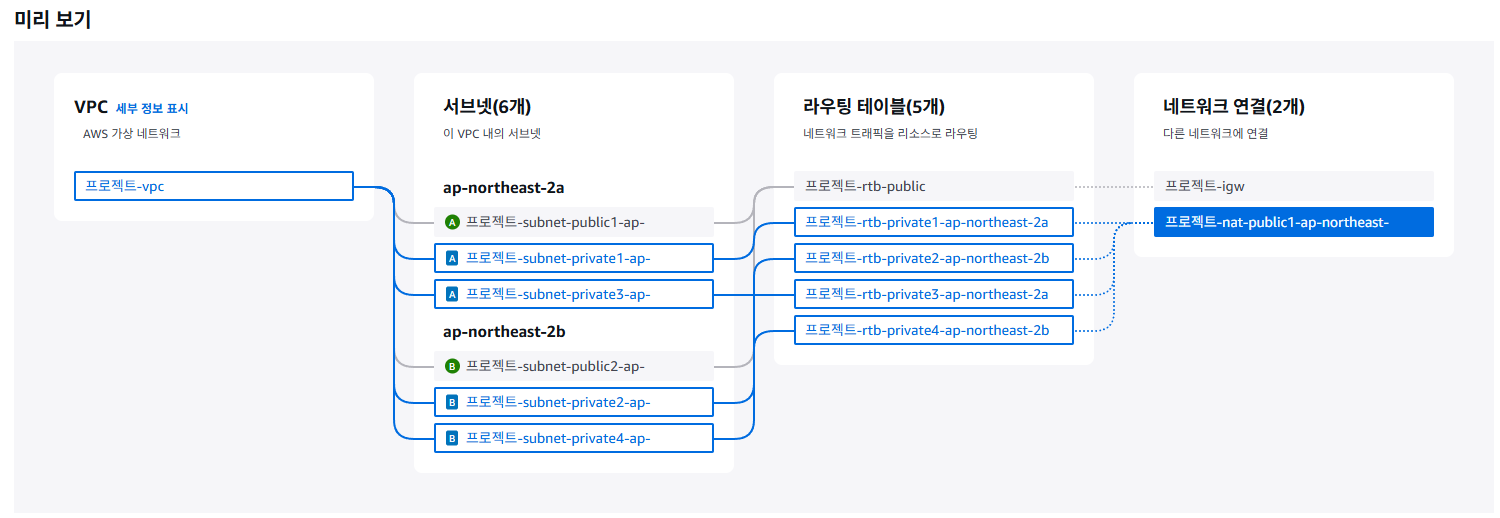 미리 보기
VPC 세부 정보 표시
AWS 가상 네트워크
프로젝트-vpc
서브넷(6개)
이 VPC 내의 서브넷
ap-northeast-2a
A 프로젝트-subnet-public1-ap-
A 프로젝트-subnet-private1-ap-
A 프로젝트-subnet-private3-ap-
ap-northeast-2b
B 프로젝트-subnet-public2-ap-
B 프로젝트-subnet-private2-ap-
B 프로젝트-subnet-private4-ap-
라우팅 테이블(5개)
네트워크 트래픽을 리소스로 라우팅
프로젝트-rtb-public
프로젝트-rtb-private1-ap-northeast-2a
프로젝트-rtb-private2-ap-northeast-2b
프로젝트-rtb-private3-ap-northeast-2a
프로젝트-rtb-private4-ap-northeast-2b
네트워크 연결(2개)
다른 네트워크에 연결
프로젝트-igw
프로젝트-nat-public1-ap-northeast-